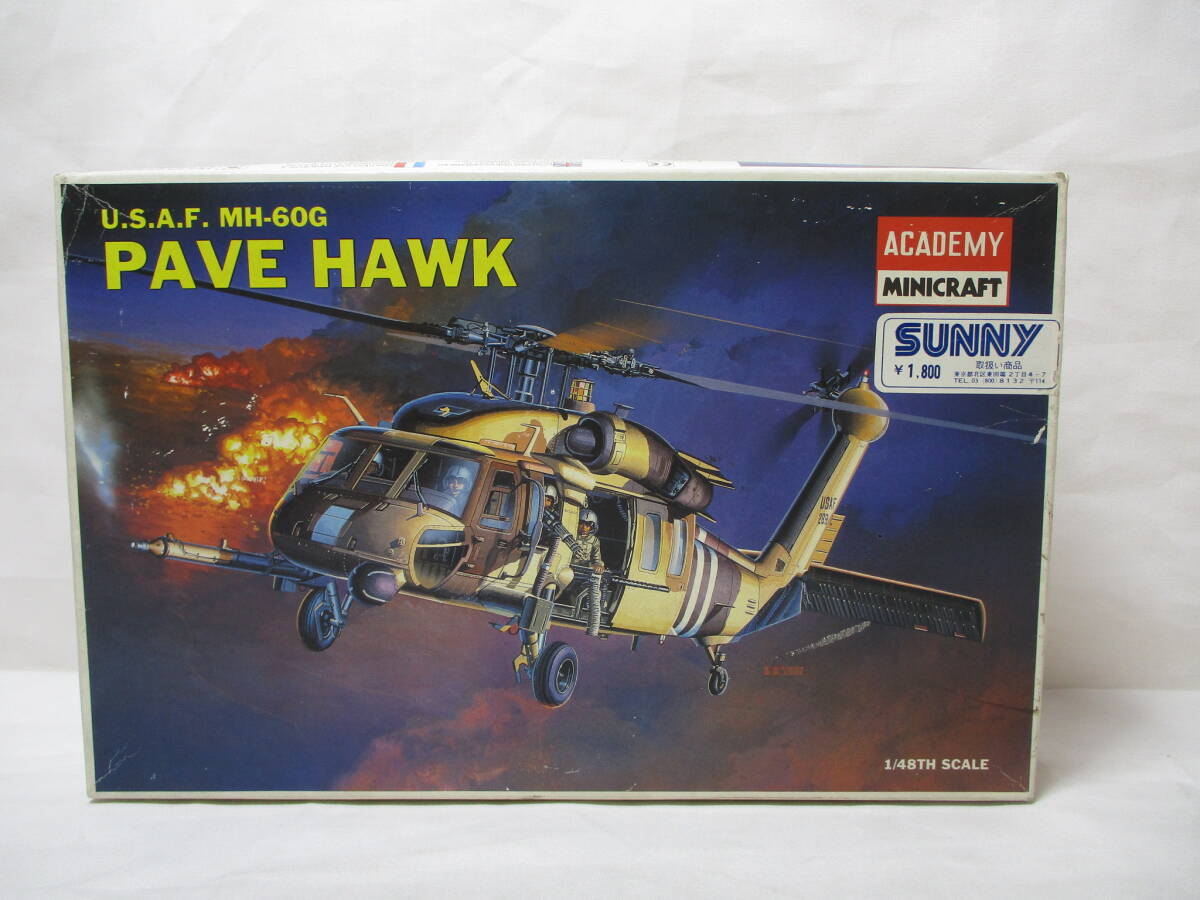 U.S.A.F. MH-60G
PAVE HAWK
ACADEMY
MINICRAFT
SUNNY
¥1,800
取扱い商品
USAF
1/48TH SCALE